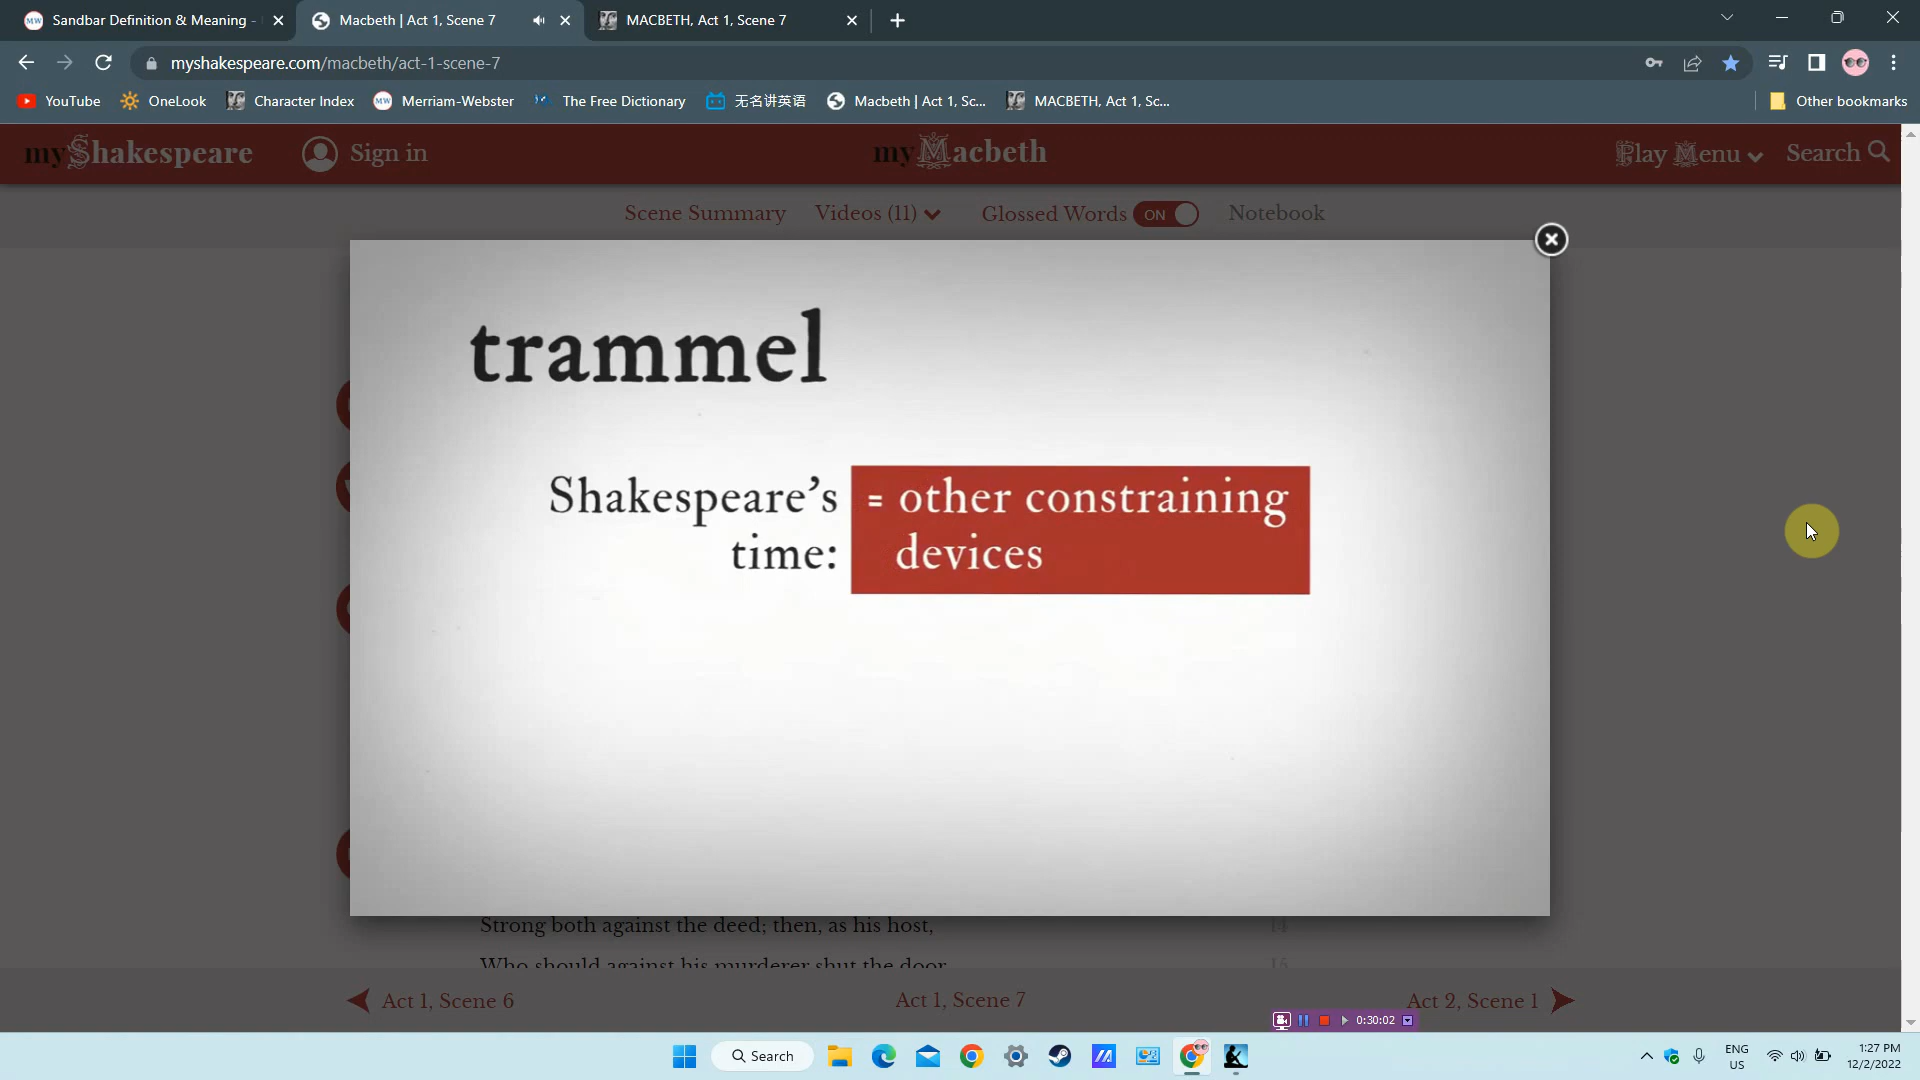 Sandbar Definition & Meaning -
Macbeth | Act 1, Scene 7
MACBETH, Act 1, Scene 7
myshakespeare.com/macbeth/act-1-scene-7
YouTube
OneLook
Character Index
Merriam-Webster
The Free Dictionary
无名讲英语
Macbeth | Act 1, Sc...
MACBETH, Act 1, Sc...
Other bookmarks
myShakespeare
Sign in
myMacbeth
Play Menu
Search
Scene Summary
Videos (11)
Glossed Words ON
Notebook
trammel
Shakespeare's
time:
= other constraining
devices
Strong both against the deed; then, as his host, 14
Who should against his murderer shut the door 15
Act 1, Scene 6
Act 1, Scene 7
Act 2, Scene 1
0:30:02
Search
ENG
US
1:27 PM
12/2/2022